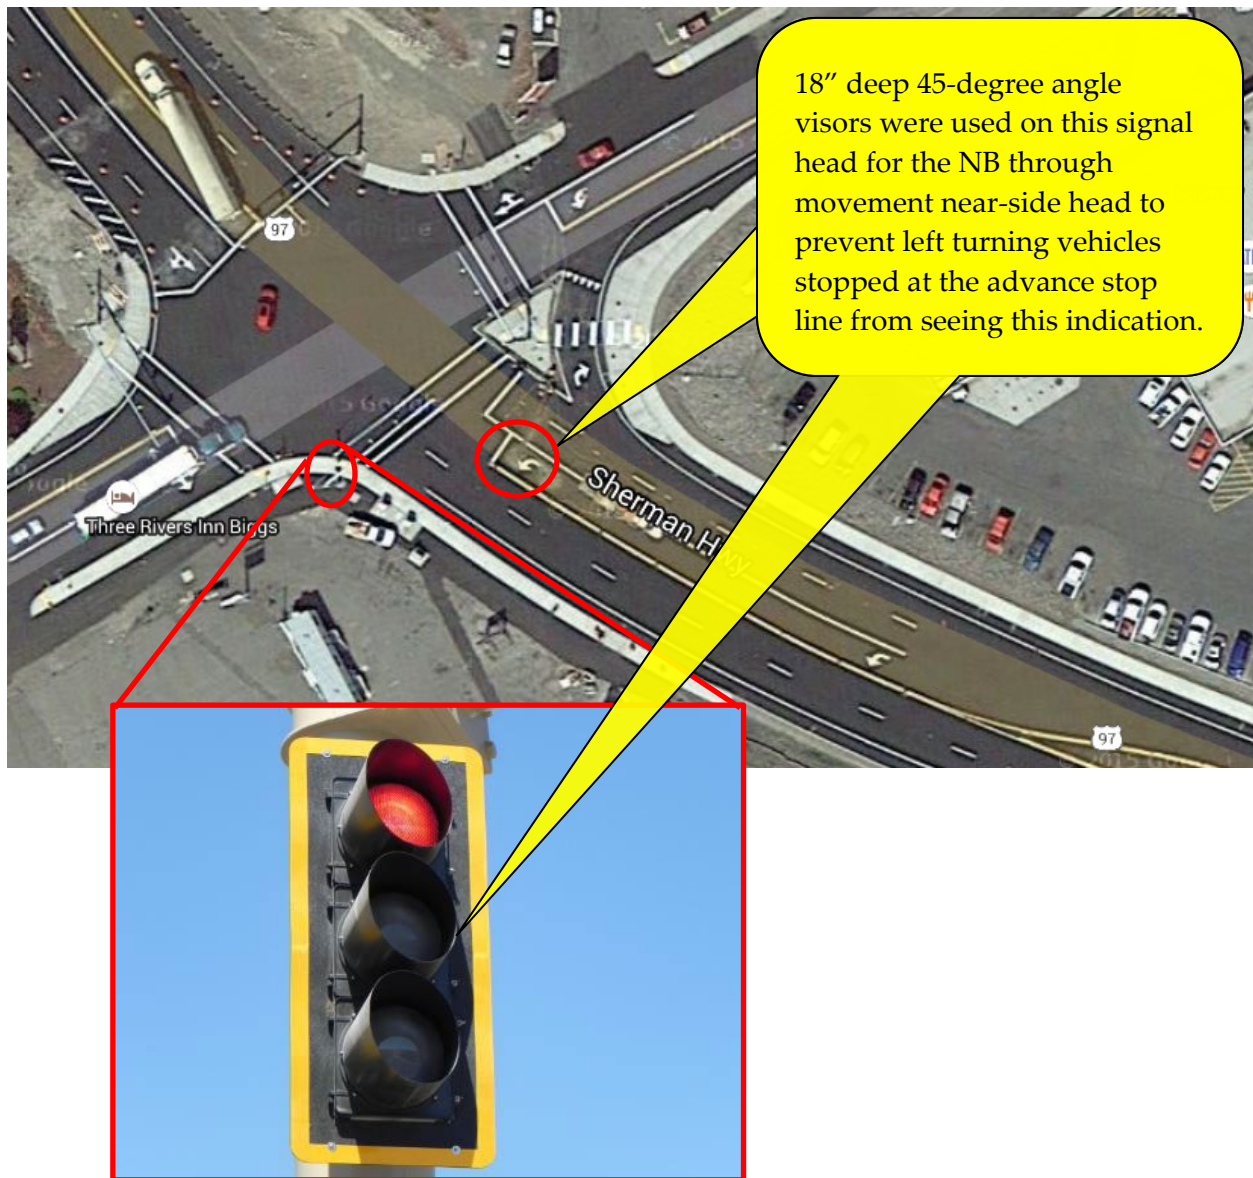 18” deep 45-degree angle
visors were used on this signal
head for the NB through
movement near-side head to
prevent left turning vehicles
stopped at the advance stop
line from seeing this indication.
97
Three Rivers Inn Biggs
Sherman Hwy
97